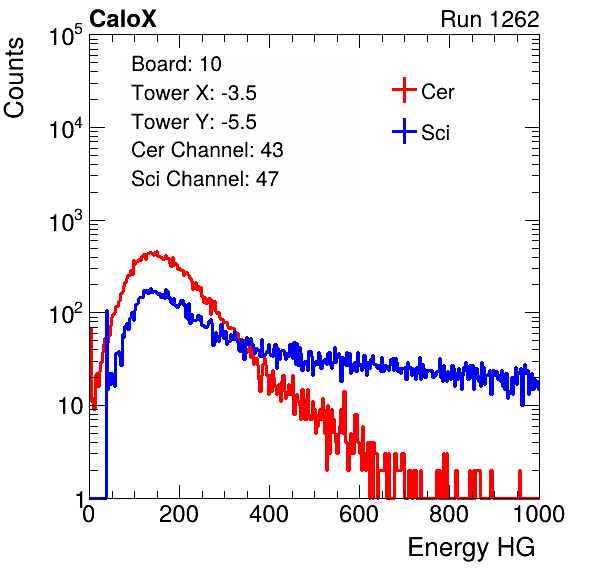 CaloX Run 1262
Counts
10^5
10^4
10^3
10^2
10
1
Board: 10
Tower X: -3.5
Tower Y: -5.5
Cer Channel: 43
Sci Channel: 47
Cer
Sci
0 200 400 600 800 1000
Energy HG